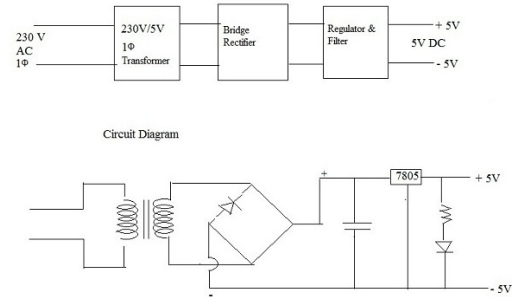 230 V
AC
1Φ
230V/5V
1Φ
Transformer
Bridge
Rectifier
Regulator &
Filter
+ 5V
5V DC
- 5V
Circuit Diagram
+
7805
+ 5V
-
- 5V